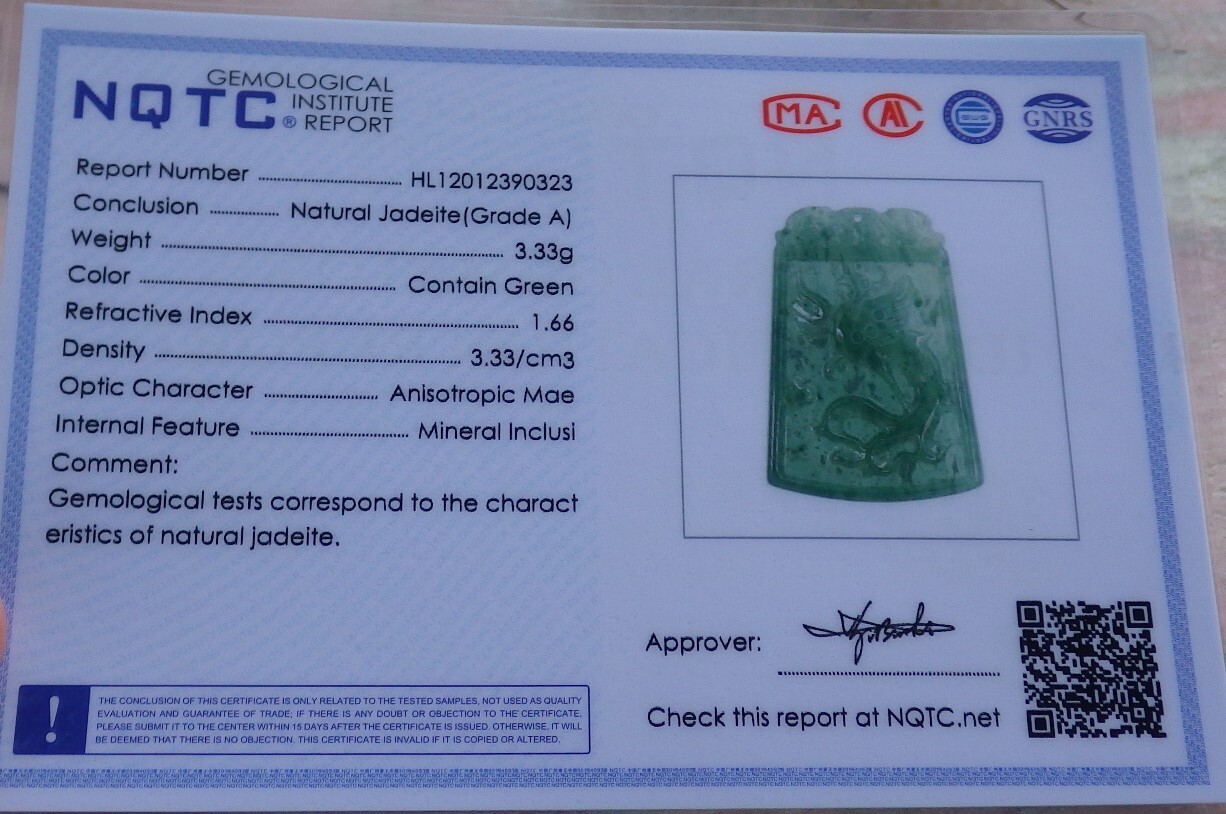 NQTC® GEMOLOGICAL
INSTITUTE
REPORT
MA
GNRS
Report Number ........ HL12012390323
Conclusion ........ Natural Jadeite(Grade A)
Weight ........ 3.33g
Color ........ Contain Green
Refractive Index ........ 1.66
Density ........ 3.33/cm3
Optic Character ........ Anisotropic Mae
Internal Feature ........ Mineral Inclusi
Comment:
Gemological tests correspond to the charact
eristics of natural jadeite.
Approver:
Check this report at NQTC.net
! THE CONCLUSION OF THIS CERTIFICATE IS ONLY RELATED TO THE TESTED SAMPLES, NOT USED AS QUALITY
EVALUATION AND GUARANTEE OF TRADE; IF THERE IS ANY DOUBT OR OBJECTION TO THE CERTIFICATE,
PLEASE SUBMIT IT TO THE CENTER WITHIN 15 DAYS AFTER THE CERTIFICATE IS ISSUED. OTHERWISE, IT WILL
BE DEEMED THAT THERE IS NO OBJECTION. THIS CERTIFICATE IS INVALID IF IT IS COPIED OR ALTERED.